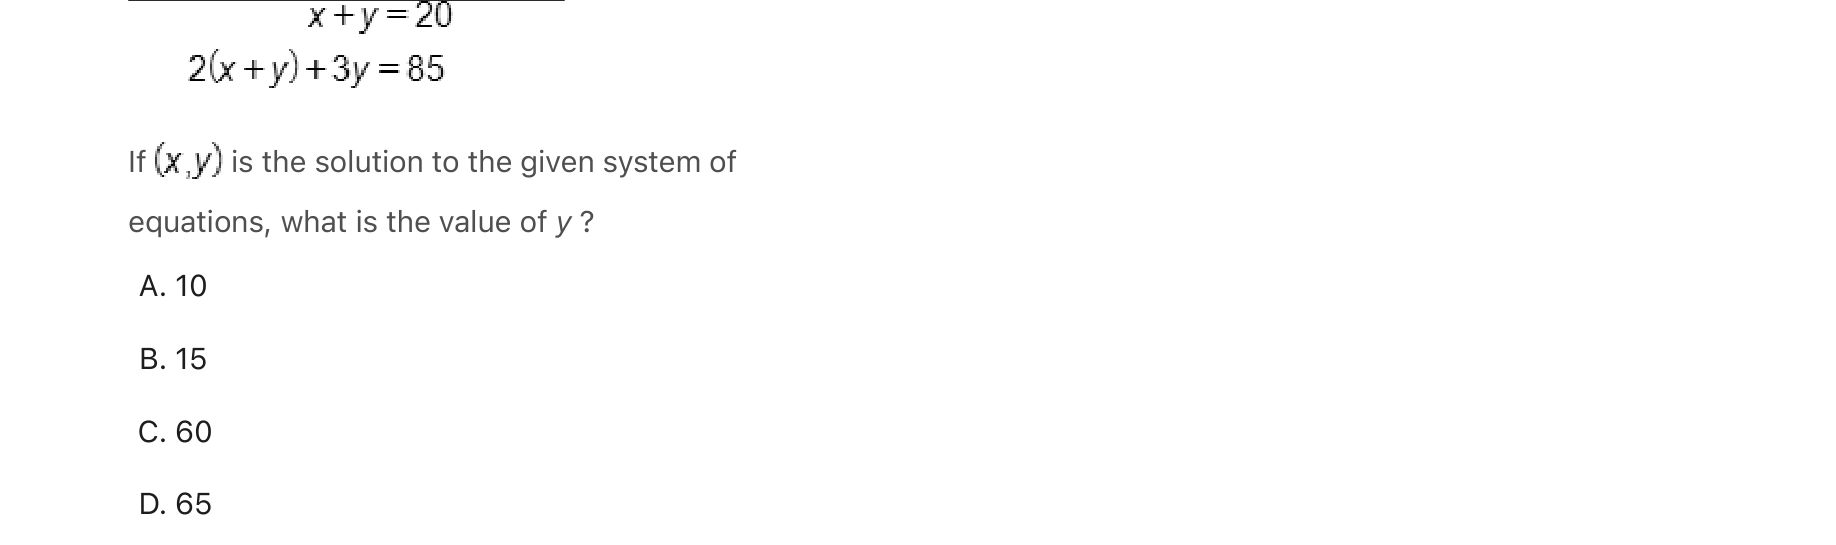 x+y=20
2(x+y)+3y=85
If (x,y) is the solution to the given system of
equations, what is the value of y ?
A. 10
B. 15
C. 60
D. 65